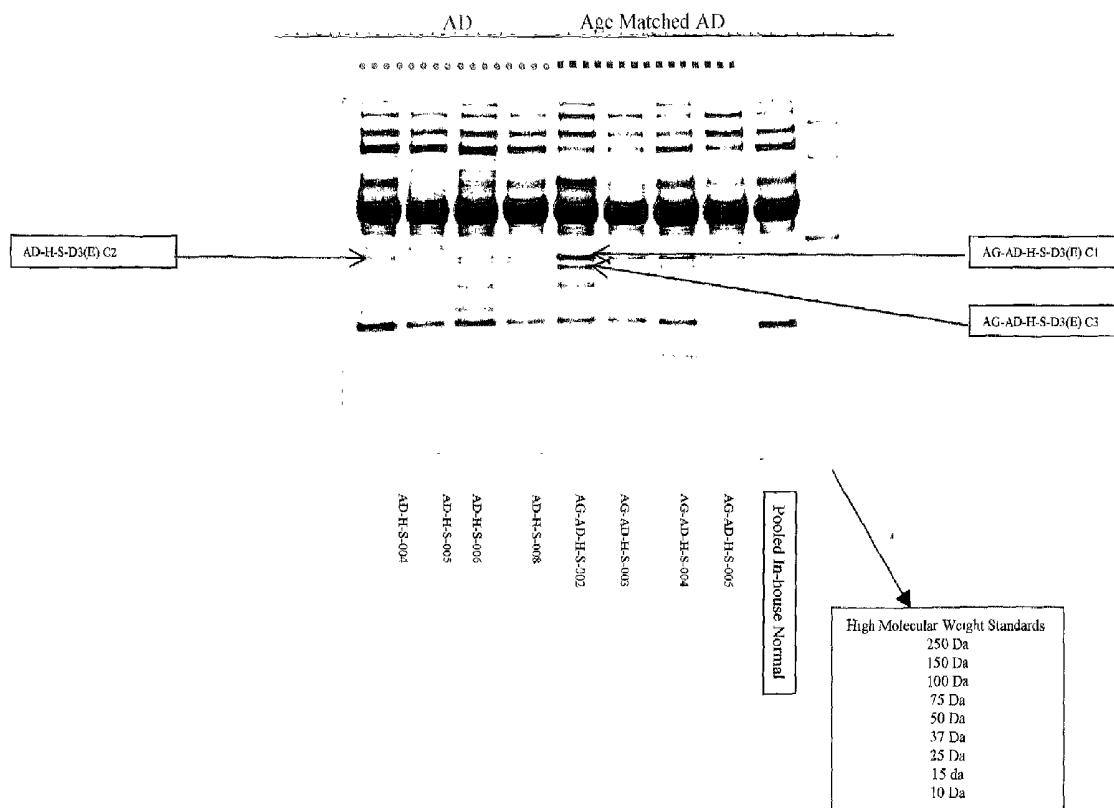 AD
Age Matched AD
AD-H-S-D3(E) C2
AG-AD-H-S-D3(E) C1
AG-AD-H-S-D3(E) C3
AD-H-S-004
AD-H-S-005
AD-H-S-006
AD-H-S-008
AG-AD-H-S-002
AG-AD-H-S-003
AG-AD-H-S-004
AG-AD-H-S-005
Pooled In-house Normal
High Molecular Weight Standards
250 Da
150 Da
100 Da
75 Da
50 Da
37 Da
25 Da
15 da
10 Da